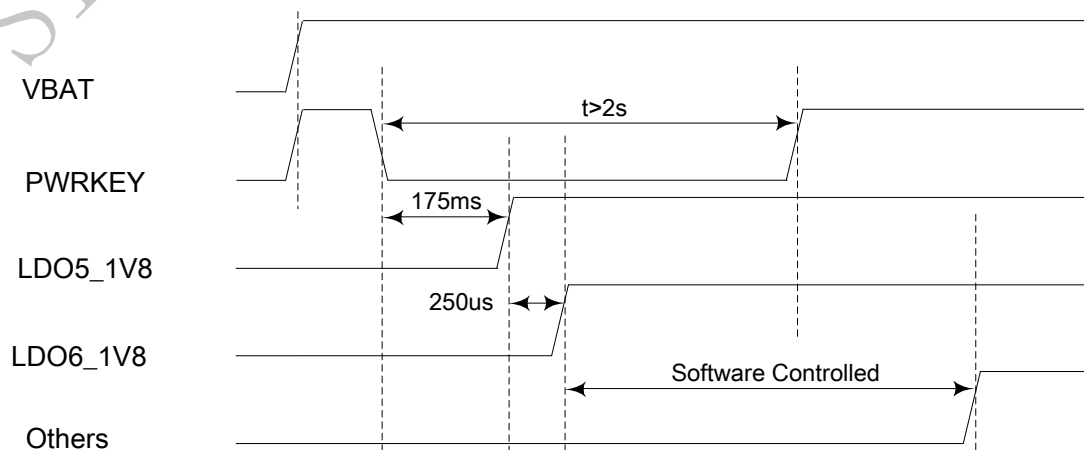 VBAT
t>2s
PWRKEY
175ms
LDO5_1V8
250us
LDO6_1V8
Software Controlled
Others